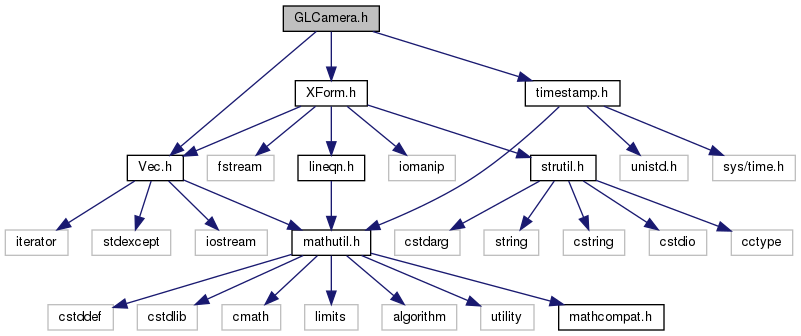 GLCamera.h
XForm.h
timestamp.h
Vec.h
fstream
lineqn.h
iomanip
strutil.h
unistd.h
sys/time.h
iterator
stdexcept
iostream
mathutil.h
cstdarg
string
cstring
cstdio
cctype
cstddef
cstdlib
cmath
limits
algorithm
utility
mathcompat.h